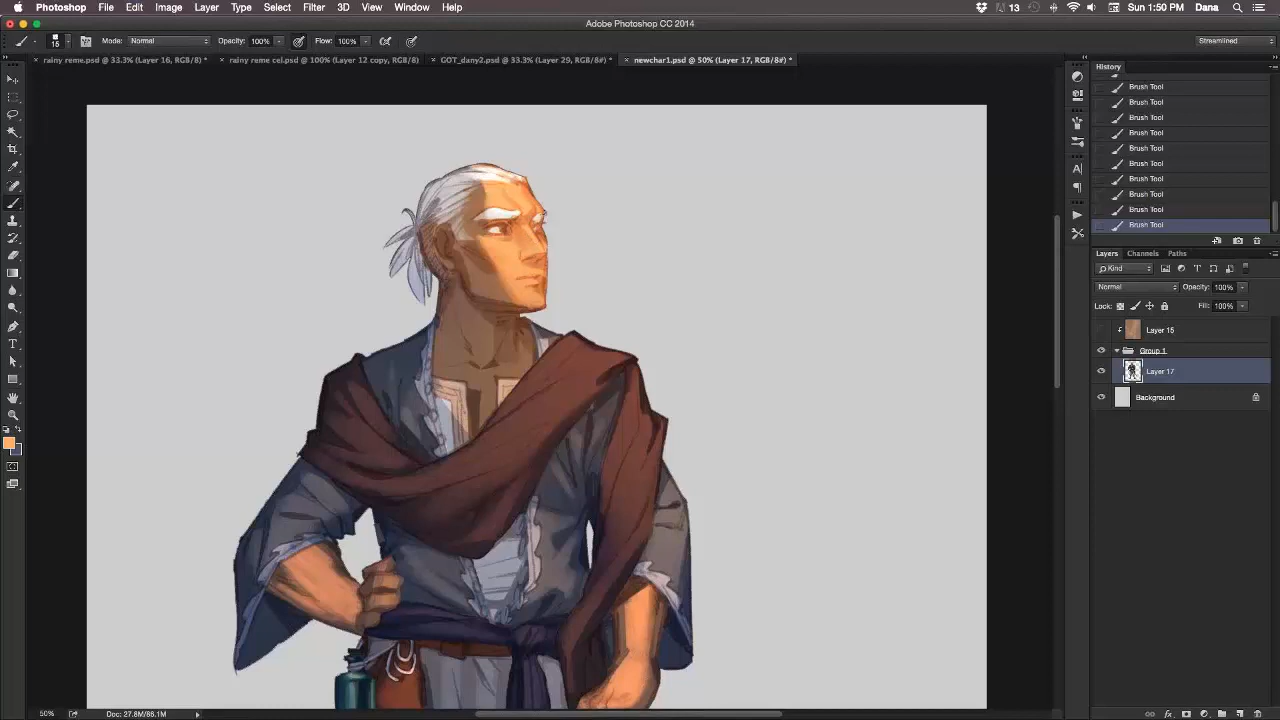 Photoshop File Edit Image Layer Type Select Filter 3D View Window Help 13 Sun 1:50 PM Dana
Adobe Photoshop CC 2014
15 Mode: Normal Opacity: 100% Flow: 100% Streamlined
× rainy reme.psd @ 33.3% (Layer 16, RGB/8) * × rainy reme cel.psd @ 100% (Layer 12 copy, RGB/8) × GOT_dany2.psd @ 33.3% (Layer 29, RGB/8#) * × newchar1.psd @ 50% (Layer 17, RGB/8#) *
History
Brush Tool
Brush Tool
Brush Tool
Brush Tool
Brush Tool
Brush Tool
Brush Tool
Brush Tool
Brush Tool
Brush Tool
Layers Channels Paths
Kind
Normal Opacity: 100%
Lock: Fill: 100%
Layer 15
Group 1
Layer 17
Background
50% Doc: 27.8M/86.1M